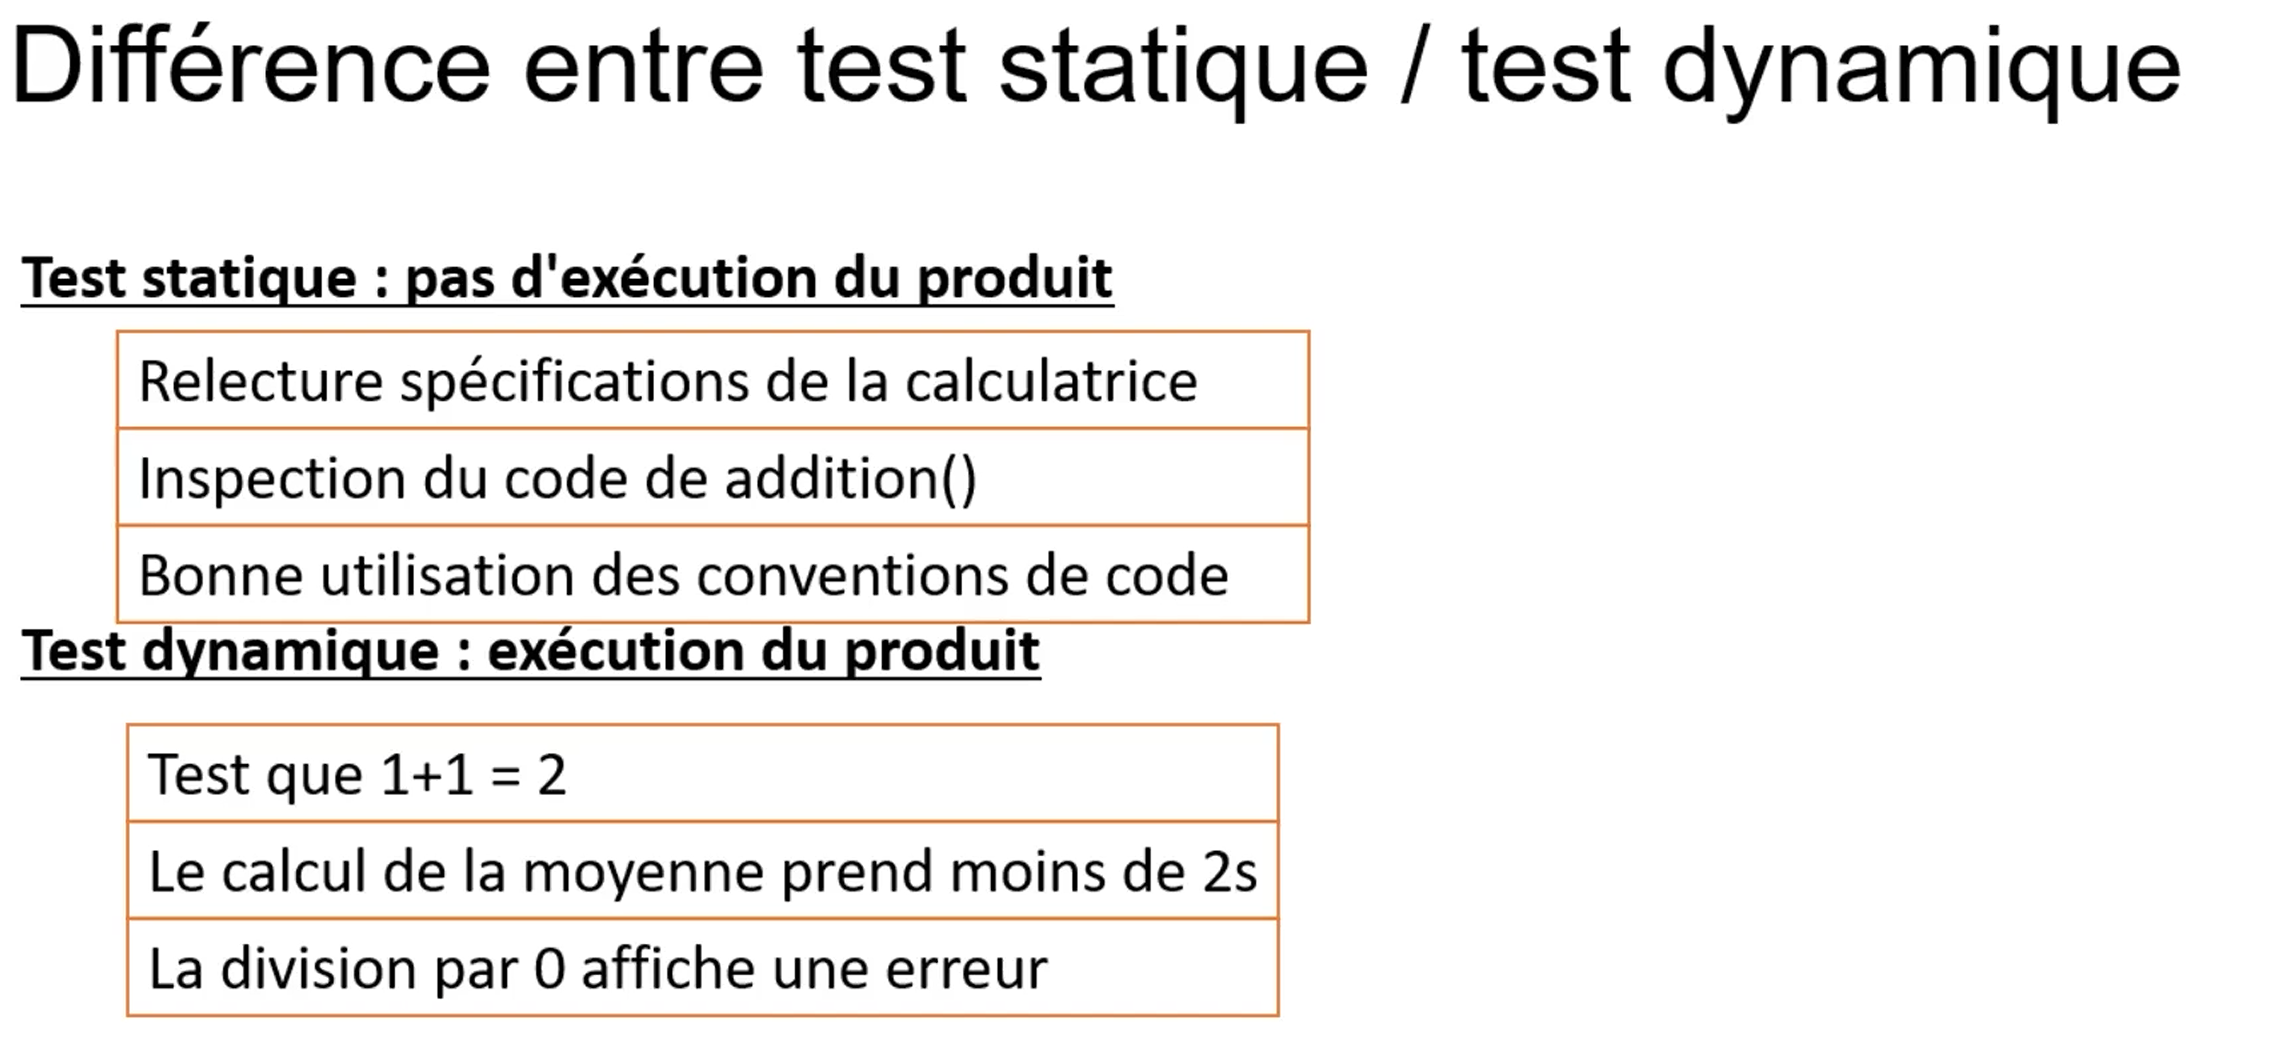 Différence entre test statique / test dynamique
Test statique : pas d'exécution du produit
Relecture spécifications de la calculatrice
Inspection du code de addition()
Bonne utilisation des conventions de code
Test dynamique : exécution du produit
Test que 1+1 = 2
Le calcul de la moyenne prend moins de 2s
La division par 0 affiche une erreur